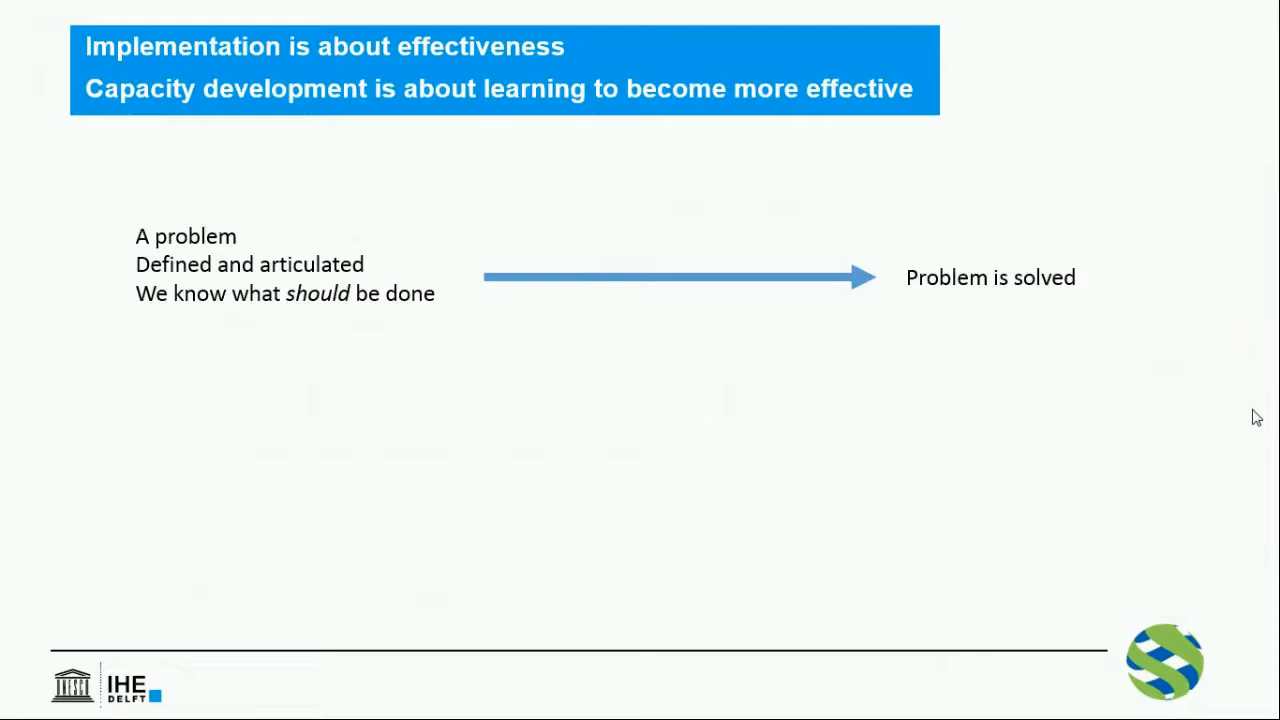 Implementation is about effectiveness
Capacity development is about learning to become more effective
A problem
Defined and articulated
We know what should be done
Problem is solved
UNESCO
IHE
DELFT